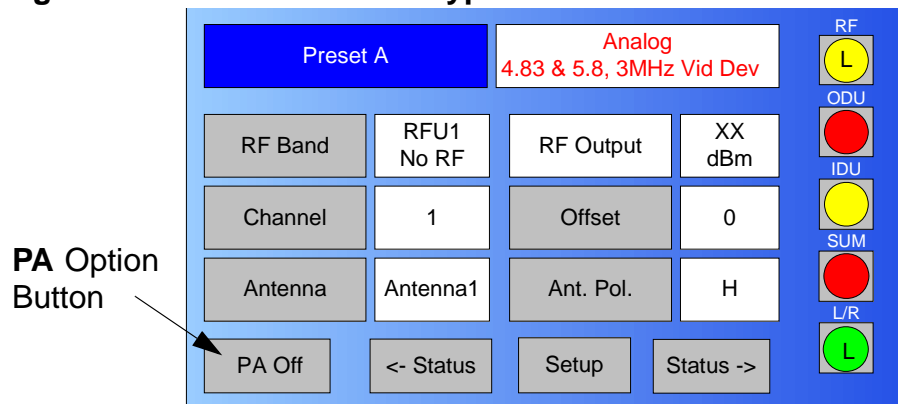 Preset A
Analog
4.83 & 5.8, 3MHz Vid Dev
RF
L
ODU
RF Band
RFU1
No RF
RF Output
XX
dBm
IDU
Channel
1
Offset
0
SUM
PA Option
Button
Antenna
Antenna1
Ant. Pol.
H
L/R
L
PA Off
<- Status
Setup
Status ->